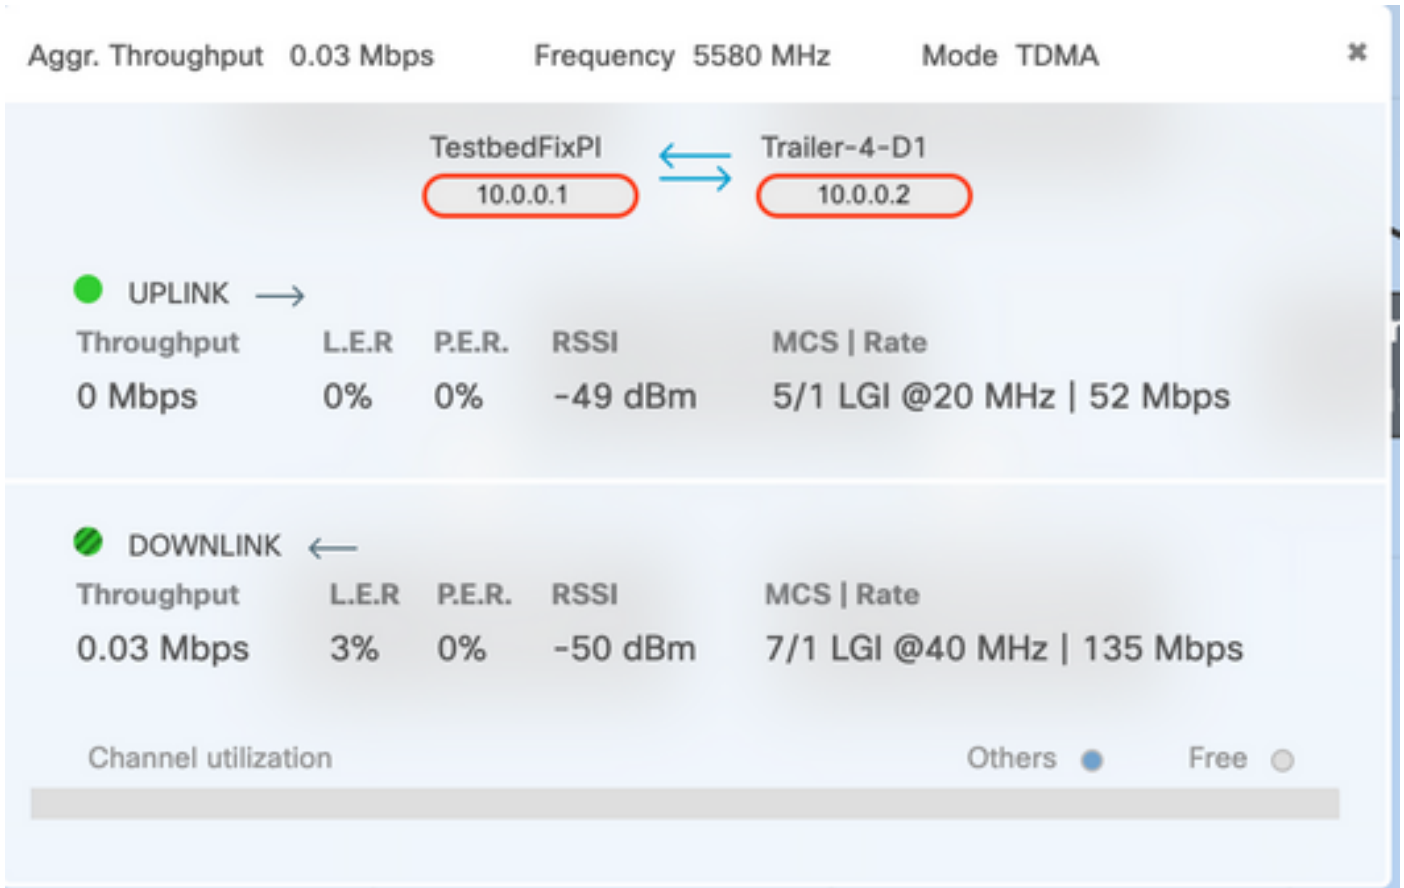 Aggr. Throughput 0.03 Mbps Frequency 5580 MHz Mode TDMA ✖
TestbedFixPI Trailer-4-D1
10.0.0.1 10.0.0.2
UPLINK →
Throughput L.E.R P.E.R. RSSI MCS | Rate
0 Mbps 0% 0% -49 dBm 5/1 LGI @20 MHz | 52 Mbps
DOWNLINK ←
Throughput L.E.R P.E.R. RSSI MCS | Rate
0.03 Mbps 3% 0% -50 dBm 7/1 LGI @40 MHz | 135 Mbps
Channel utilization Others Free